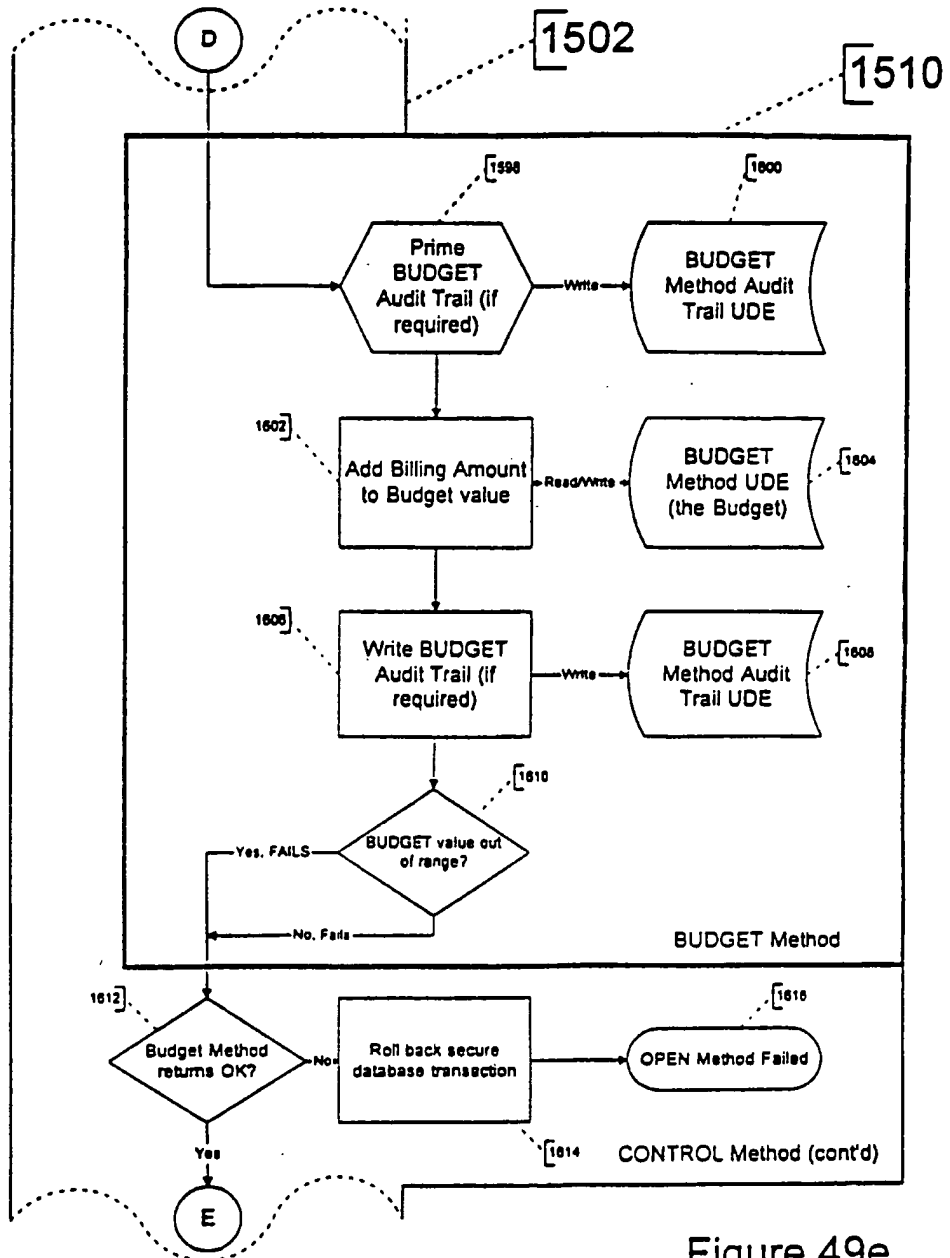 D
1502
1510
1598
1600
Prime
BUDGET
Audit Trail (if
required)
Write
BUDGET
Method Audit
Trail UDE
1602
Add Billing Amount
to Budget value
Read/Write
BUDGET
Method UDE
(the Budget)
1604
1606
Write BUDGET
Audit Trail (if
required)
Write
BUDGET
Method Audit
Trail UDE
1608
1610
BUDGET value out
of range?
Yes, FAILS
No, Fails
BUDGET Method
1612
Budget Method
returns OK?
No
Roll back secure
database transaction
1616
OPEN Method Failed
Yes
1614
CONTROL Method (cont'd)
E
Figure 49e